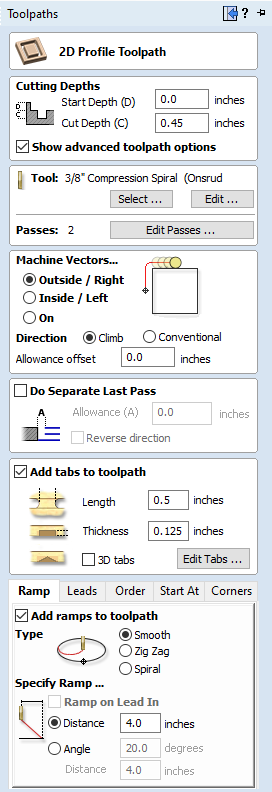 Toolpaths ?
2D Profile Toolpath
Cutting Depths
Start Depth (D) 0.0 inches
Cut Depth (C) 0.45 inches
Show advanced toolpath options
Tool: 3/8" Compression Spiral (Onsrud
Select ... Edit ...
Passes: 2 Edit Passes ...
Machine Vectors...
Outside / Right
Inside / Left
On
Direction Climb Conventional
Allowance offset 0.0 inches
Do Separate Last Pass
A Allowance (A) 0.0 inches
Reverse direction
Add tabs to toolpath
Length 0.5 inches
Thickness 0.125 inches
3D tabs Edit Tabs ...
Ramp Leads Order Start At Corners
Add ramps to toolpath
Type Smooth
Zig Zag
Spiral
Specify Ramp ...
Ramp on Lead In
Distance 4.0 inches
Angle 20.0 degrees
Distance 4.0 inches